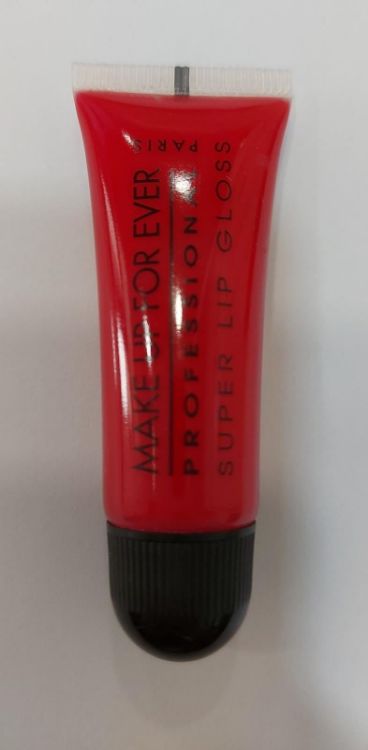 MAKE UP FOR EVER
PROFESSIONAL
PARIS
SUPER LIP GLOSS